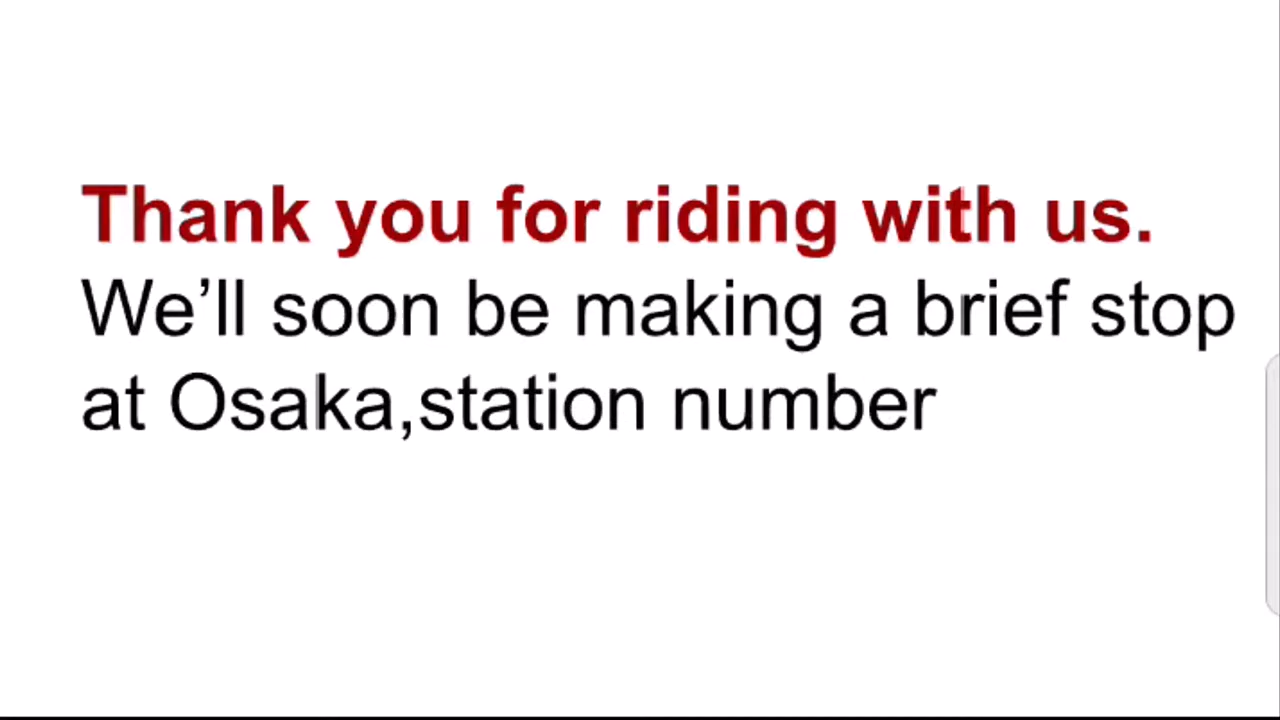 Thank you for riding with us.
We’ll soon be making a brief stop
at Osaka,station number